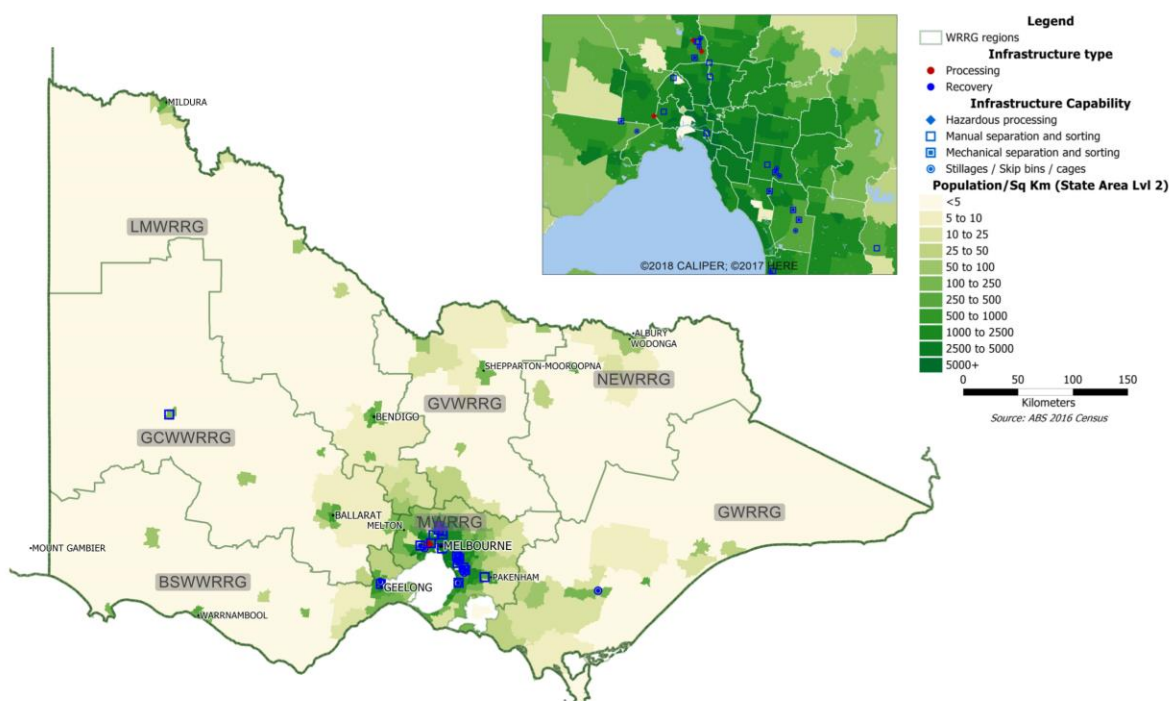 Legend
WRRG regions
Infrastructure type
Processing
Recovery
Infrastructure Capability
Hazardous processing
Manual separation and sorting
Mechanical separation and sorting
Stillages / Skip bins / cages
Population/Sq Km (State Area Lvl 2)
<5
5 to 10
10 to 25
25 to 50
50 to 100
100 to 250
250 to 500
500 to 1000
1000 to 2500
2500 to 5000
5000+
0 50 100 150
Kilometers
Source: ABS 2016 Census
©2018 CALIPER; ©2017 HERE
MILDURA
LMWRRG
ALBURY
WODONGA
SHEPPARTON-MOOROOPNA
NEWRRG
GVWRRG
BENDIGO
GCWWRRG
GWRRG
BALLARAT
MELTON
MWRRG
MELBOURNE
MOUNT GAMBIER
PAKENHAM
BSWWRRG
GEELONG
WARRNAMBOOL